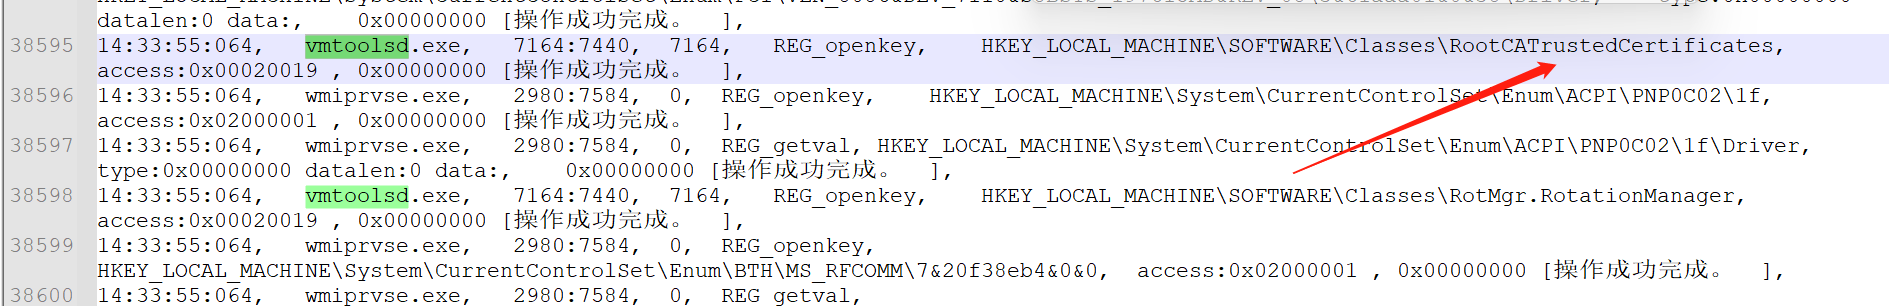 datalen:0 data:,    0x00000000 [操作成功完成。  ],
38595 14:33:55:064,   vmtoolsd.exe,   7164:7440,  7164,   REG_openkey,    HKEY_LOCAL_MACHINE\SOFTWARE\Classes\RootCATrustedCertificates,
access:0x00020019 , 0x00000000 [操作成功完成。  ],
38596 14:33:55:064,   wmiprvse.exe,   2980:7584,  0,  REG_openkey,    HKEY_LOCAL_MACHINE\System\CurrentControlSet\Enum\ACPI\PNP0C02\1f,
access:0x02000001 , 0x00000000 [操作成功完成。  ],
38597 14:33:55:064,   wmiprvse.exe,   2980:7584,  0,  REG_getval, HKEY_LOCAL_MACHINE\System\CurrentControlSet\Enum\ACPI\PNP0C02\1f\Driver,
type:0x00000000 datalen:0 data:,    0x00000000 [操作成功完成。  ],
38598 14:33:55:064,   vmtoolsd.exe,   7164:7440,  7164,   REG_openkey,    HKEY_LOCAL_MACHINE\SOFTWARE\Classes\RotMgr.RotationManager,
access:0x00020019 , 0x00000000 [操作成功完成。  ],
38599 14:33:55:064,   wmiprvse.exe,   2980:7584,  0,  REG_openkey,
HKEY_LOCAL_MACHINE\System\CurrentControlSet\Enum\BTH\MS_RFCOMM\7&20f38eb4&0&0,  access:0x02000001 , 0x00000000 [操作成功完成。  ],
38600 14:33:55:064,   wmiprvse.exe,   2980:7584,  0,  REG_getval,